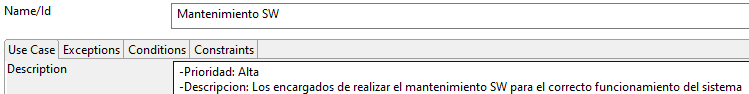 Name/Id
Mantenimiento SW
Use Case Exceptions Conditions Constraints
Description
-Prioridad: Alta
-Descripcion: Los encargados de realizar el mantenimiento SW para el correcto funcionamiento del sistema